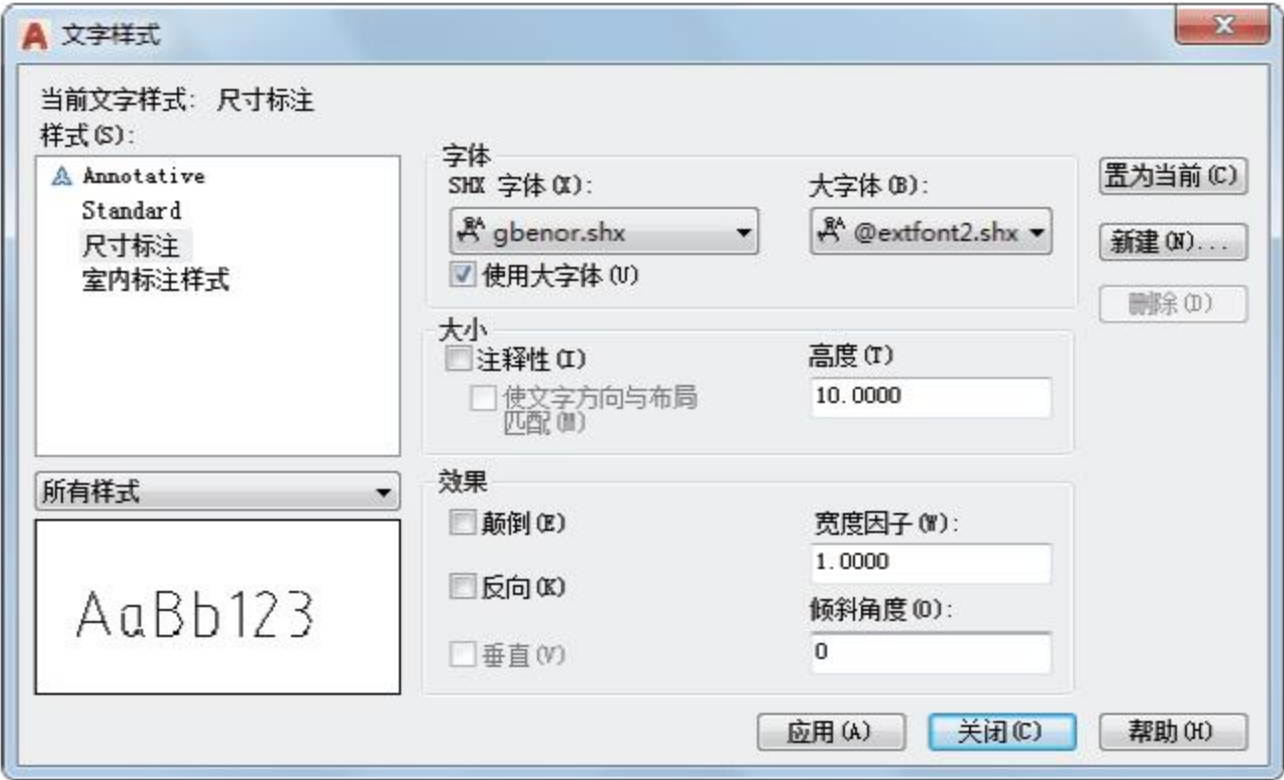 文字样式
当前文字样式: 尺寸标注
样式(S):
Annotative
Standard
尺寸标注
室内标注样式
所有样式
AaBb123
字体
SHX 字体(X):
大字体(B):
gbenor.shx
@extfont2.shx
使用大字体(U)
大小
注释性(I)
使文字方向与布局
匹配(M)
高度(T)
10.0000
效果
颠倒(E)
反向(K)
垂直(V)
宽度因子(W):
1.0000
倾斜角度(O):
0
置为当前(C)
新建(N)...
删除(D)
应用(A)
关闭(C)
帮助(H)